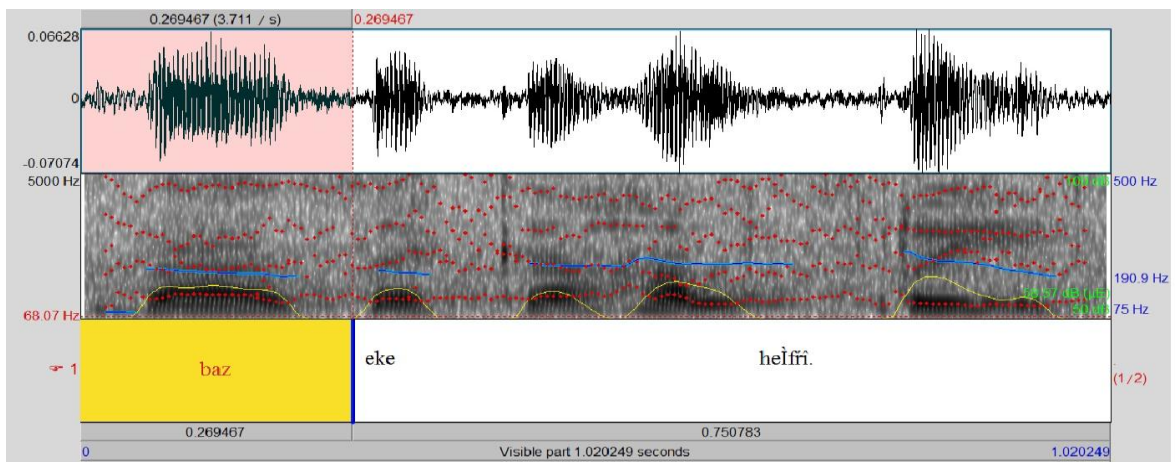 0.269467 (3.711 / s) 0.269467
0.06628
0
-0.07074
5000 Hz 500 Hz
190.9 Hz
68.07 Hz 75 Hz
☞ 1 baz eke heĺfřî.
(1/2)
0.269467 0.750783
0 Visible part 1.020249 seconds 1.020249